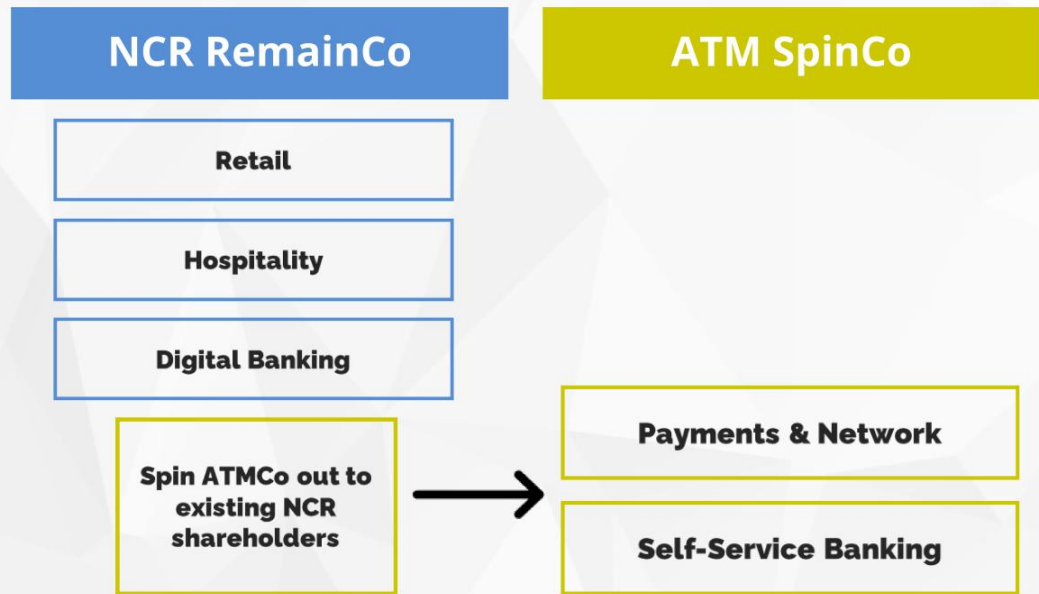 NCR RemainCo
ATM SpinCo
Retail
Hospitality
Digital Banking
Spin ATMCo out to
existing NCR
shareholders
Payments & Network
Self-Service Banking